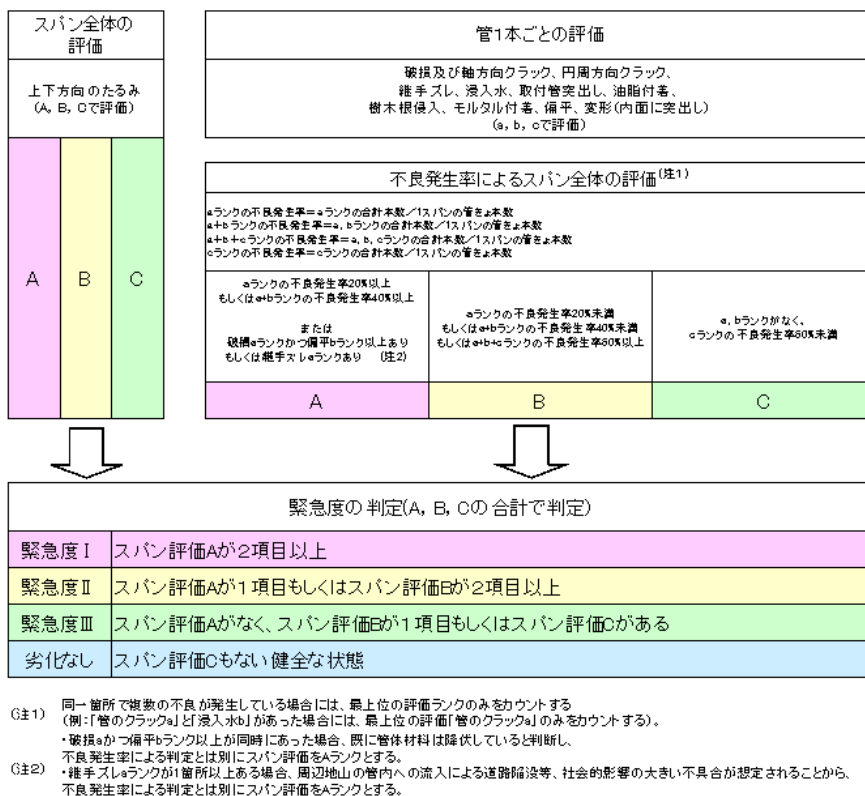 スパン全体の
評価
上下方向のたるみ
(A, B, Cで評価)
A
B
C
管1本ごとの評価
破損及び軸方向クラック、円周方向クラック、
継手ズレ、浸入水、取付管突出し、油脂付着、
樹木根侵入、モルタル付着、偏平、変形(内面に突出し)
(a, b, cで評価)
不良発生率によるスパン全体の評価(注1)
aランクの不良発生率=aランクの合計本数/1スパンの管きょ本数
a+bランクの不良発生率=a, bランクの合計本数/1スパンの管きょ本数
a+b+cランクの不良発生率=a, b, cランクの合計本数/1スパンの管きょ本数
cランクの不良発生率=cランクの合計本数/1スパンの管きょ本数
aランクの不良発生率20%以上
もしくはa+bランクの不良発生率40%以上
または
破損aランクかつ偏平bランク以上あり
もしくは継手ズレaランクあり (注2)
A
aランクの不良発生率20%未満
もしくはa+bランクの不良発生率40%未満
もしくはa+b+cランクの不良発生率60%以上
B
a, bランクがなく、
cランクの不良発生率60%未満
C
緊急度の判定(A, B, Cの合計で判定)
緊急度Ⅰ スパン評価Aが2項目以上
緊急度Ⅱ スパン評価Aが1項目もしくはスパン評価Bが2項目以上
緊急度Ⅲ スパン評価Aがなく、スパン評価Bが1項目もしくはスパン評価Cがある
劣化なし スパン評価Cもない健全な状態
(注1) 同一箇所で複数の不良が発生している場合には、最上位の評価ランクのみをカウントする
(例:「管のクラックa」と「浸入水b」があった場合には、最上位の評価「管のクラックa」のみをカウントする)。
(注2) ・破損aかつ偏平bランク以上が同時にあった場合、既に管体材料は降伏していると判断し、
不良発生率による判定とは別にスパン評価をAランクとする。
・継手ズレaランクが1箇所以上ある場合、周辺地山の管内への流入による道路陥没等、社会的影響の大きい不具合が想定されることから、
不良発生率による判定とは別にスパン評価をAランクとする。